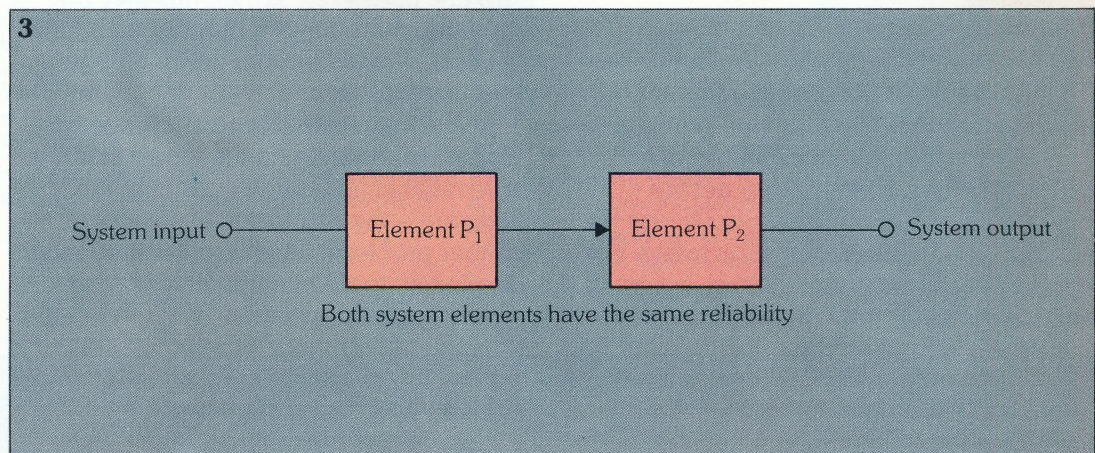 3
System input
Element P₁
Element P₂
System output
Both system elements have the same reliability